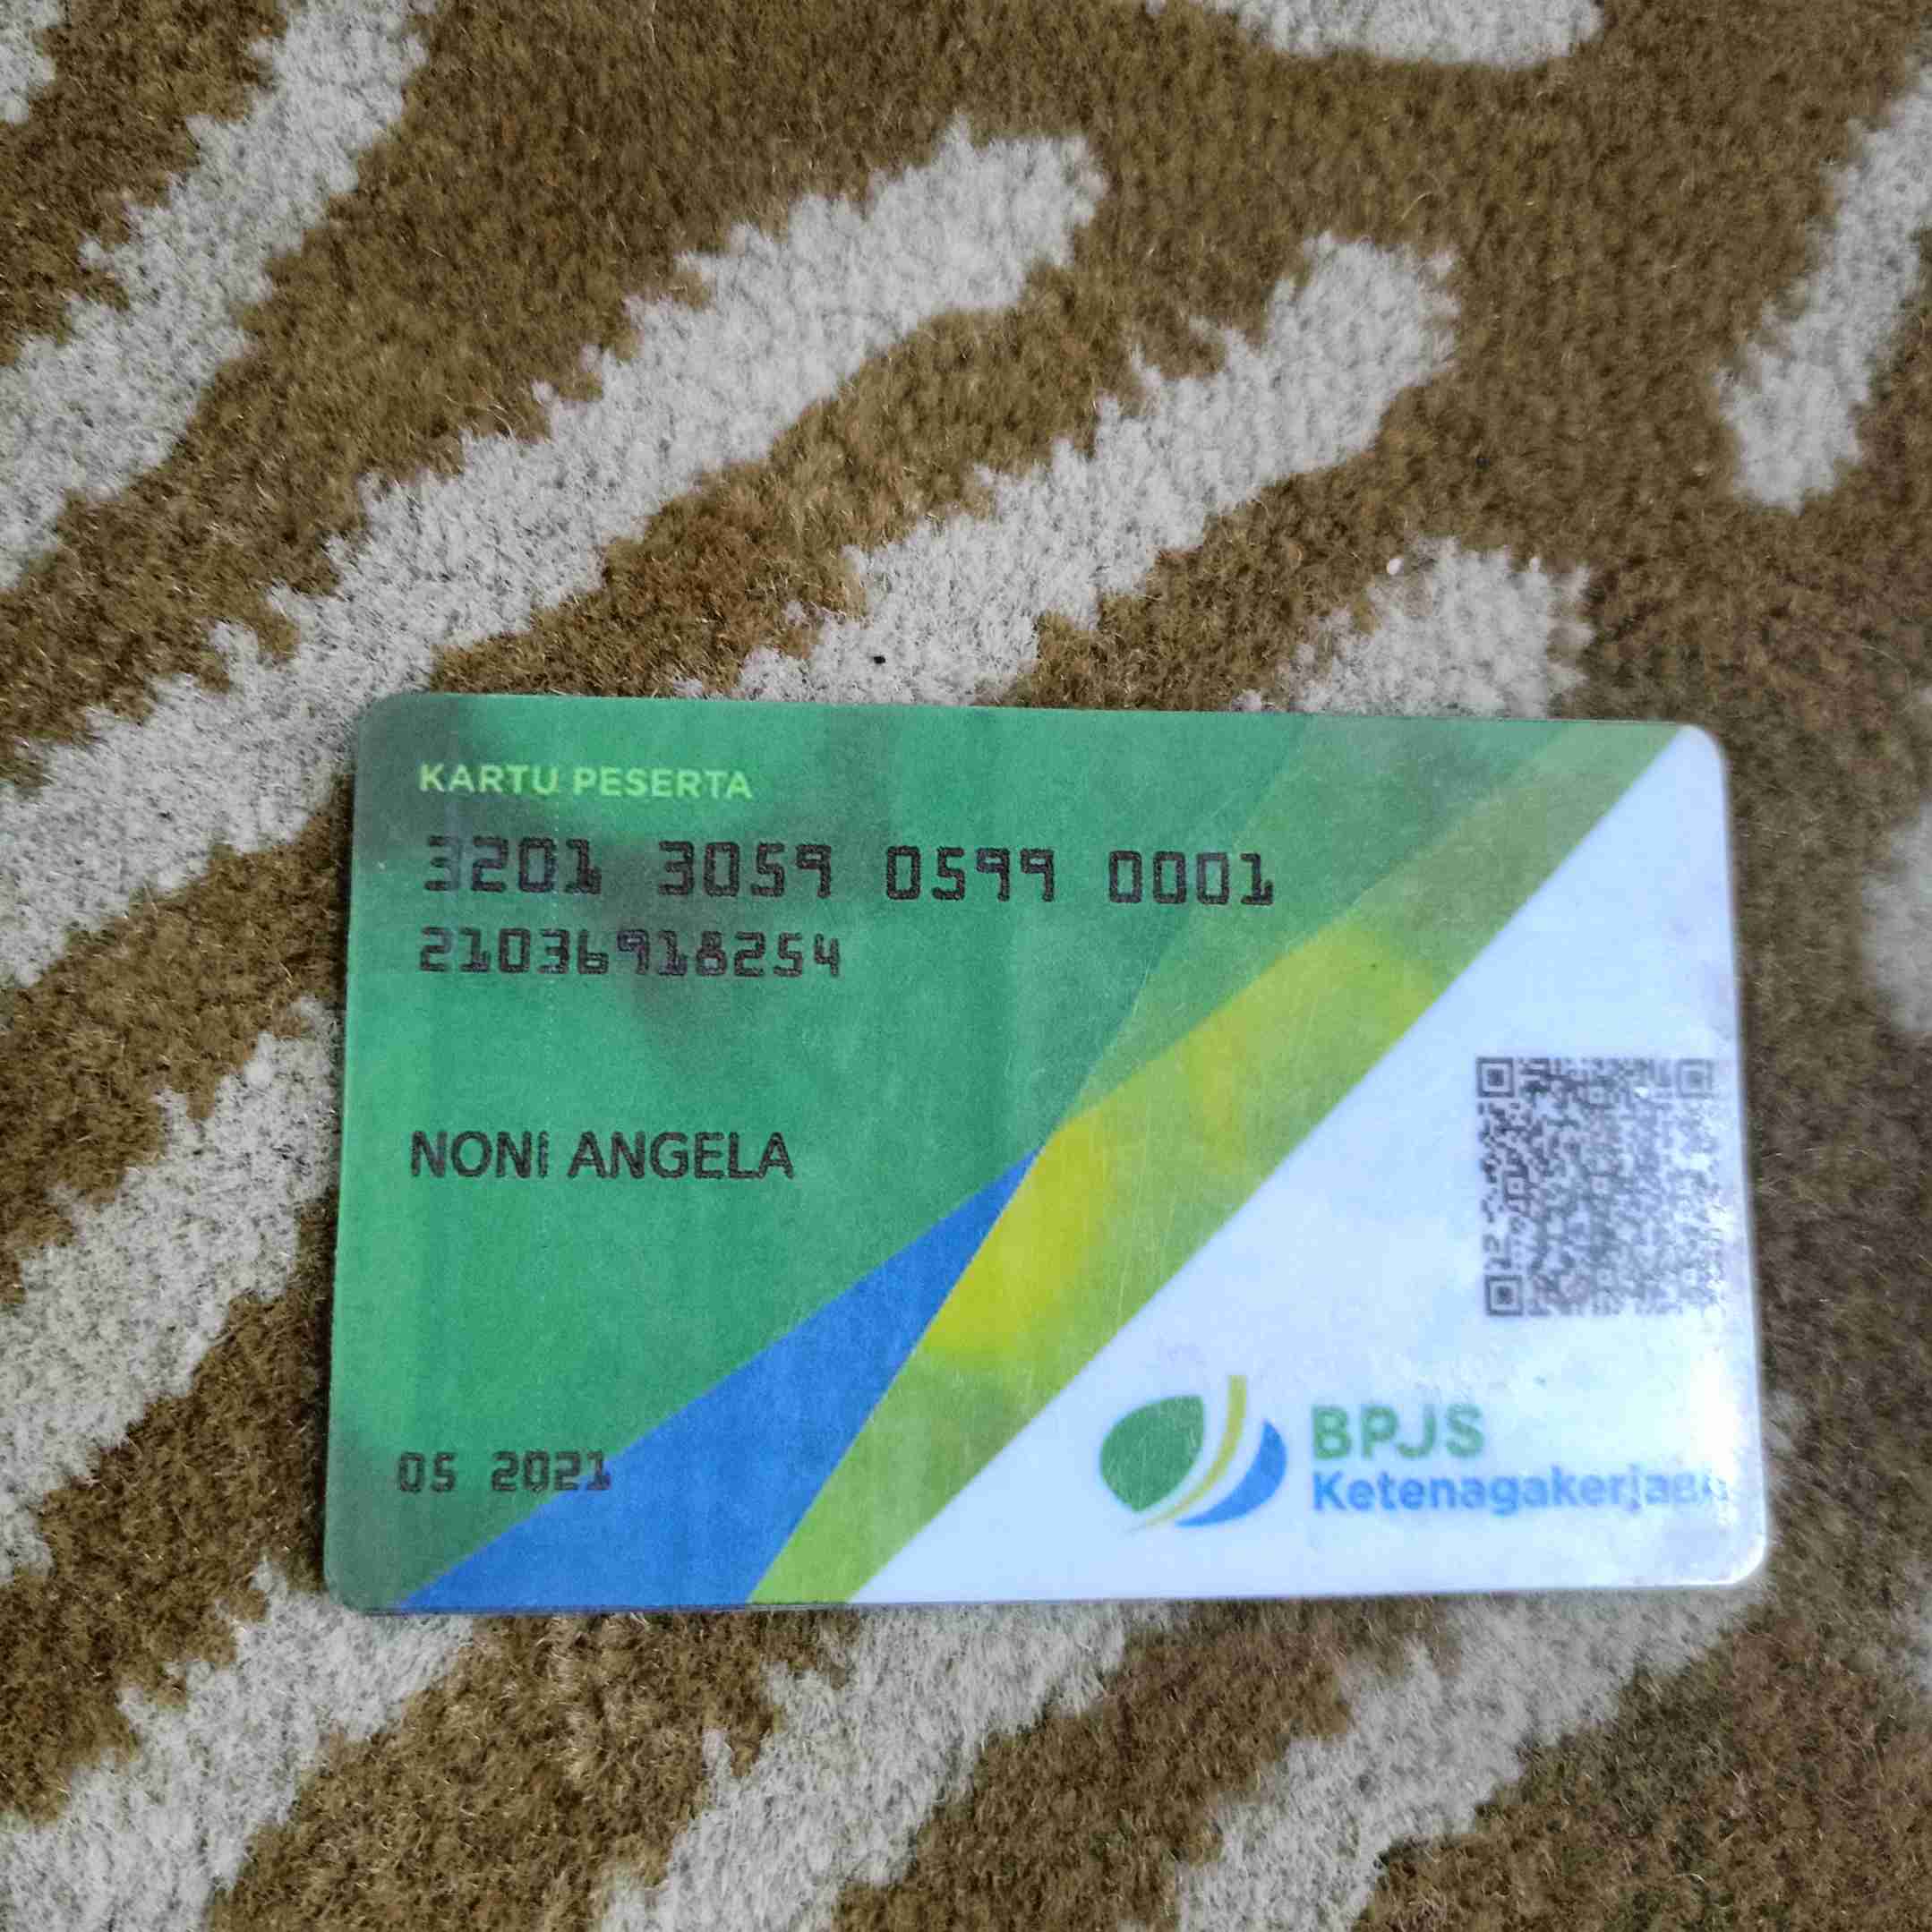 KARTU PESERTA
3201 3059 0599 0001
21036918254
NONI ANGELA
05 2021
BPJS
Ketenagakerjaan